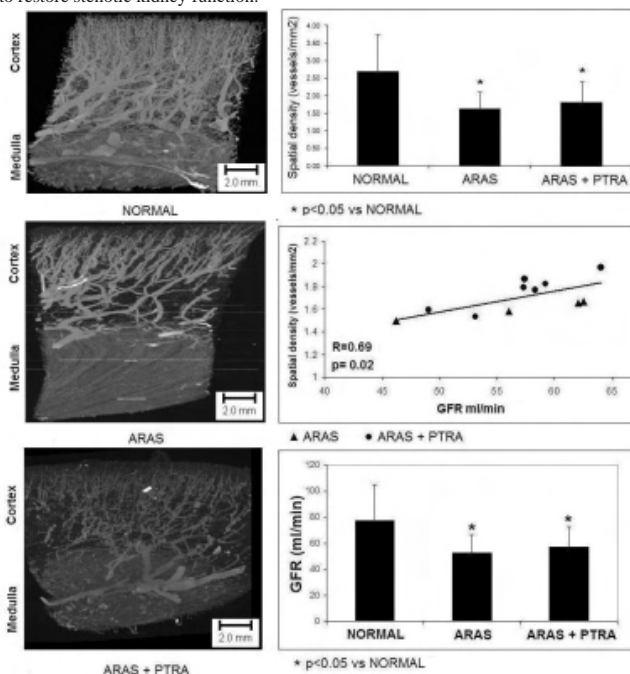 to restore stenotic kidney function.
Cortex
Medulla
2.0 mm
NORMAL
Spatial density (vessels/mm2)
4.00
3.50
3.00
2.50
2.00
1.50
1.00
0.50
0.00
* *
NORMAL ARAS ARAS + PTRA
* p<0.05 vs NORMAL
Cortex
Medulla
2.0 mm
ARAS
Spatial density (vessels/mm2)
2.2
2
1.8
1.6
1.4
1.2
1
R=0.69
p= 0.02
40 45 50 55 60 65
GFR ml/min
▲ ARAS ● ARAS + PTRA
Cortex
Medulla
2.0 mm
ARAS + PTRA
GFR (ml/min)
120
100
80
60
40
20
0
* *
NORMAL ARAS ARAS + PTRA
* p<0.05 vs NORMAL